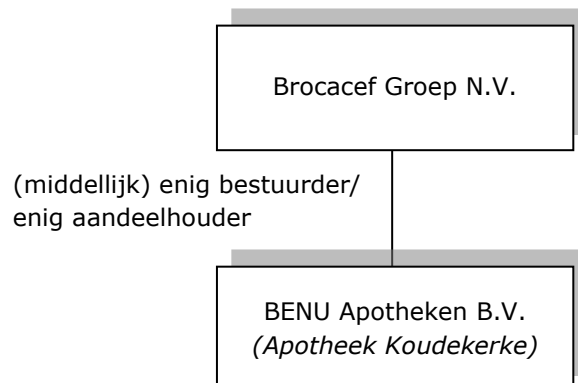 Brocacef Groep N.V.
(middellijk) enig bestuurder/
enig aandeelhouder
BENU Apotheken B.V.
(Apotheek Koudekerke)